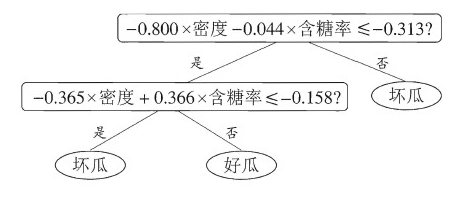 -0.800×密度-0.044×含糖率≤-0.313?
是 否
-0.365×密度+0.366×含糖率≤-0.158?
坏瓜
是 否
坏瓜 好瓜